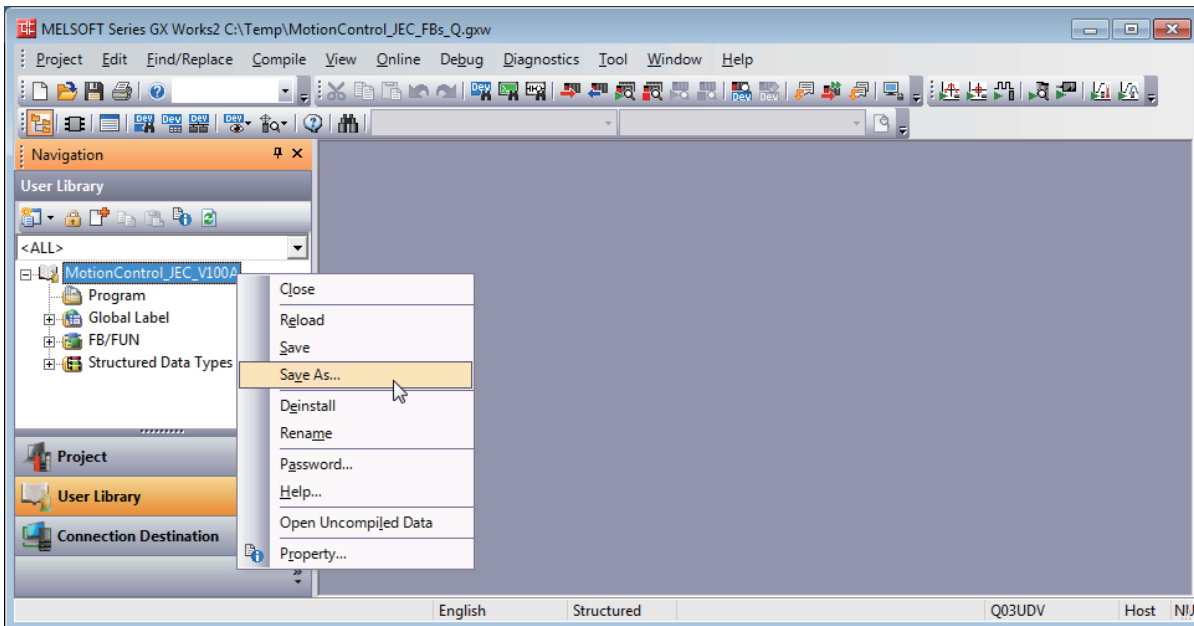 MELSOFT Series GX Works2 C:\Temp\MotionControl_JEC_FBs_Q.gxw
Project Edit Find/Replace Compile View Online Debug Diagnostics Tool Window Help
Navigation
User Library
<ALL>
MotionControl_JEC_V100A
Program
Global Label
FB/FUN
Structured Data Types
Close
Reload
Save
Save As...
Deinstall
Rename
Password...
Help...
Open Uncompiled Data
Property...
Project
User Library
Connection Destination
English Structured Q03UDV Host